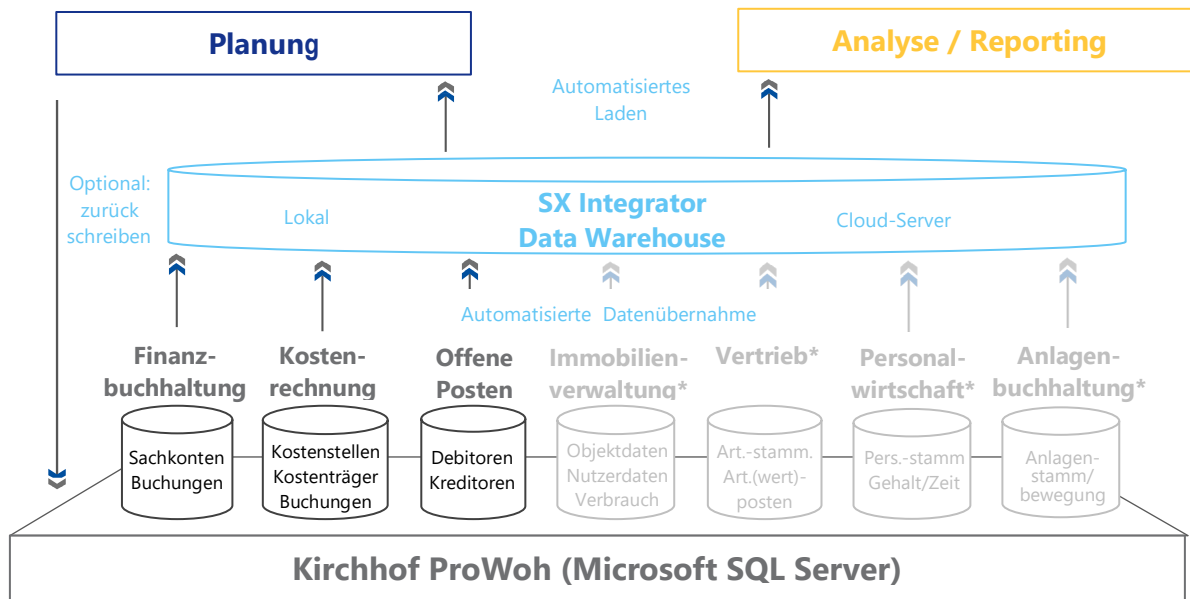 Planung
Analyse / Reporting
Automatisiertes
Laden
Optional:
zurück
schreiben
SX Integrator
Data Warehouse
Lokal
Cloud-Server
Automatisierte Datenübernahme
Finanz-
buchhaltung
Kosten-
rechnung
Offene
Posten
Immobilien-
verwaltung*
Vertrieb*
Personal-
wirtschaft*
Anlagen-
buchhaltung*
Sachkonten
Buchungen
Kostenstellen
Kostenträger
Buchungen
Debitoren
Kreditoren
Objektdaten
Nutzerdaten
Verbrauch
Art.-stamm.
Art.(wert)-
posten
Pers.-stamm
Gehalt/Zeit
Anlagen-
stamm/
bewegung
Kirchhof ProWoh (Microsoft SQL Server)